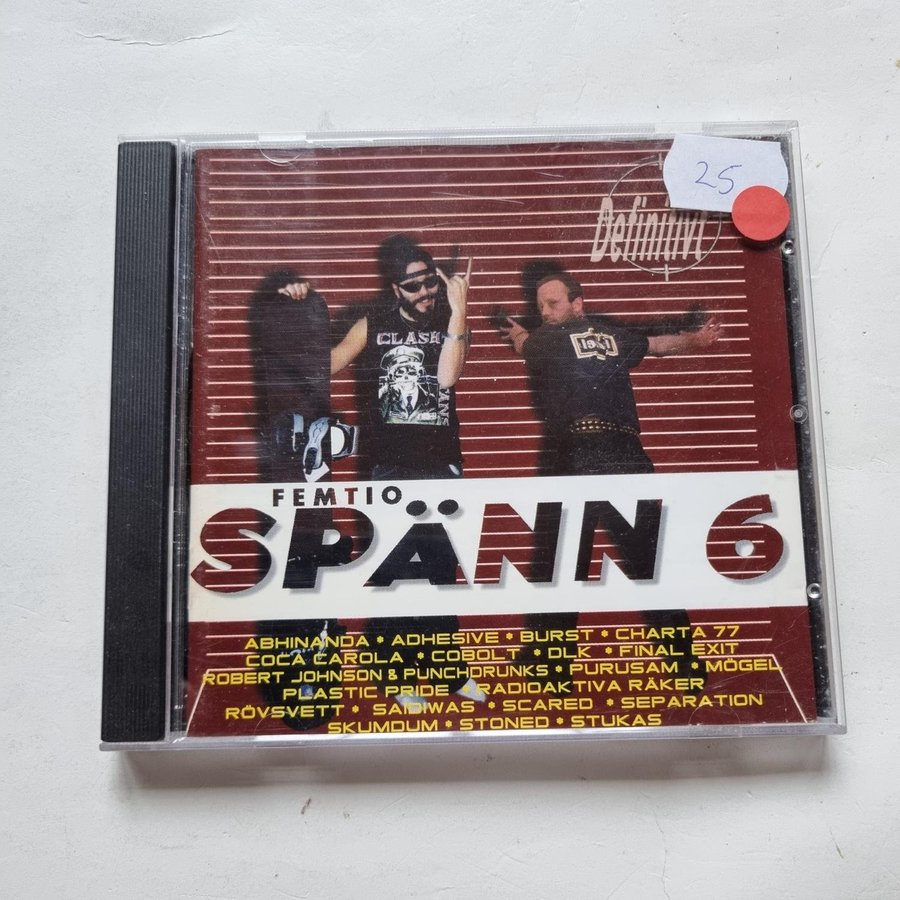 25
Definitivt
CLASH
1981
FEMTIO
SPÄNN 6
ABHINANDA * ADHESIVE * BURST * CHARTA 77
COCA CAROLA * COBOLT * DLK * FINAL EXIT
ROBERT JOHNSON & PUNCHDRUNKS * PURUSAM * MÖGEL
PLASTIC PRIDE * RADIOAKTIVA RÄKER
RÖVSVETT * SAIDIWAS * SCARED * SEPARATION
SKUMDUM * STONED * STUKAS